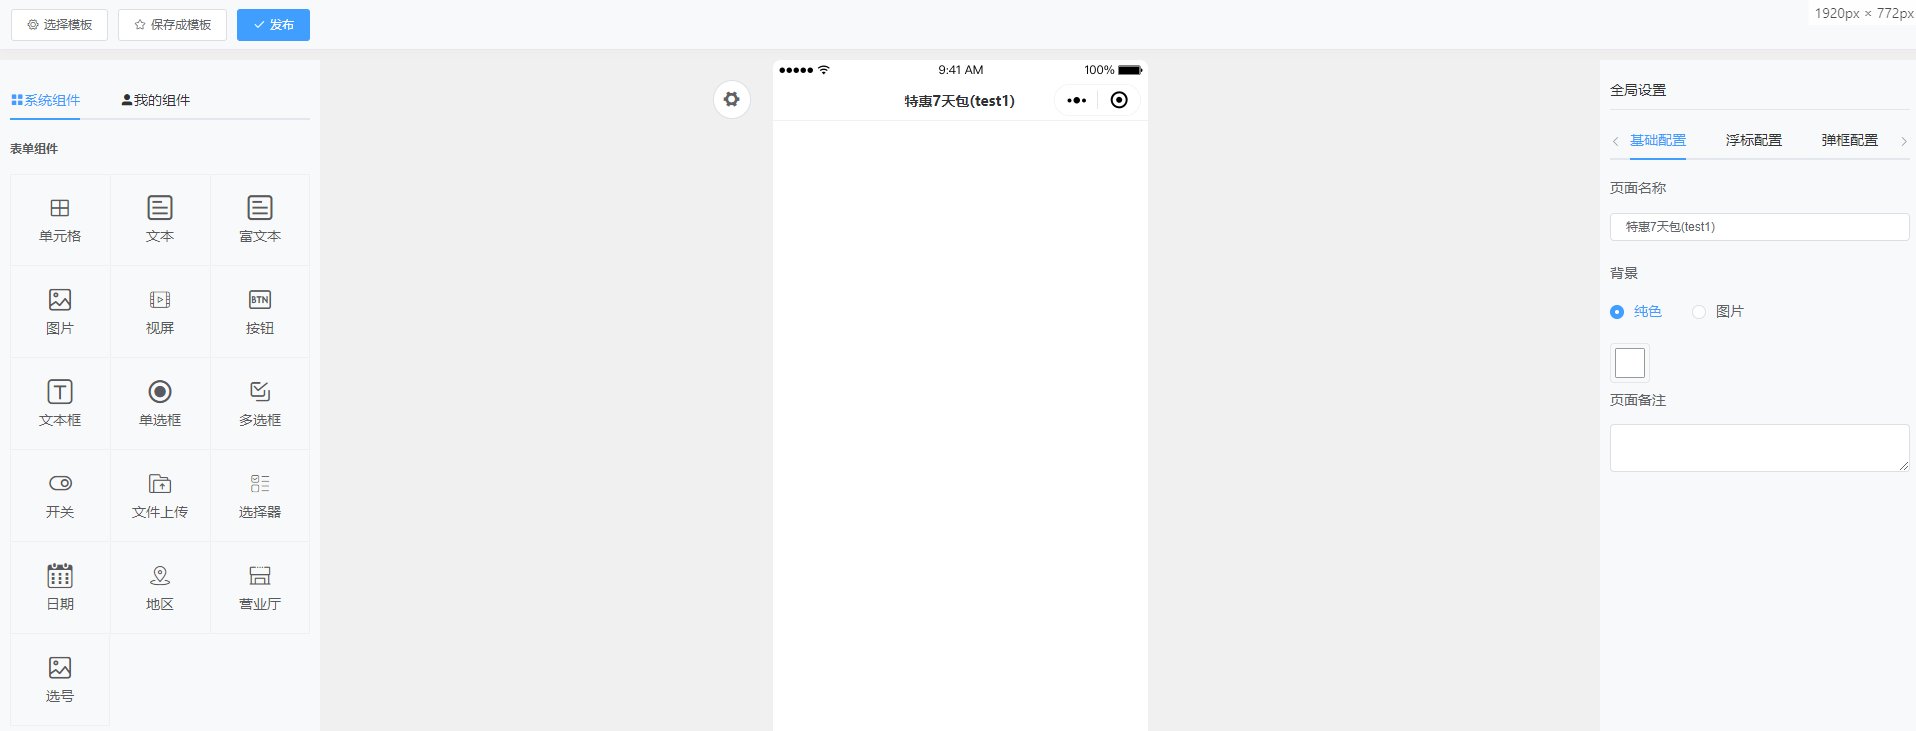 选择模板
保存成模板
发布
1920px × 772px
系统组件
我的组件
表单组件
单元格
文本
富文本
图片
视屏
BTN
按钮
T
文本框
单选框
多选框
开关
文件上传
选择器
日期
地区
营业厅
选号
9:41 AM
100%
特惠7天包(test1)
全局设置
基础配置
浮标配置
弹框配置
页面名称
特惠7天包(test1)
背景
纯色
图片
页面备注